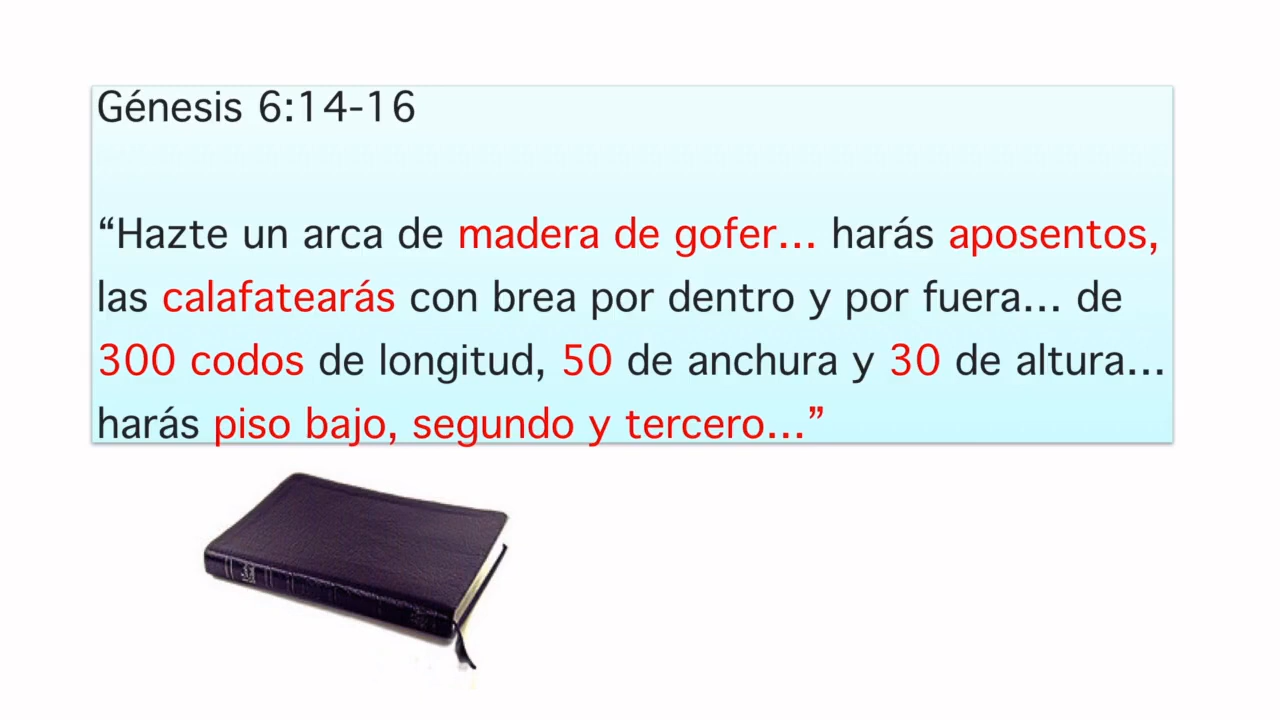 Génesis 6:14-16
“Hazte un arca de madera de gofer... harás aposentos,
las calafatearás con brea por dentro y por fuera... de
300 codos de longitud, 50 de anchura y 30 de altura...
harás piso bajo, segundo y tercero...”